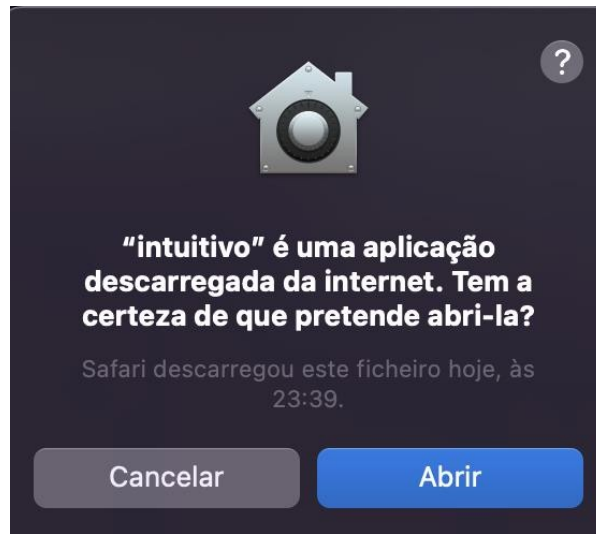 ?
“intuitivo” é uma aplicação
descarregada da internet. Tem a
certeza de que pretende abri-la?
Safari descarregou este ficheiro hoje, às
23:39.
Cancelar
Abrir